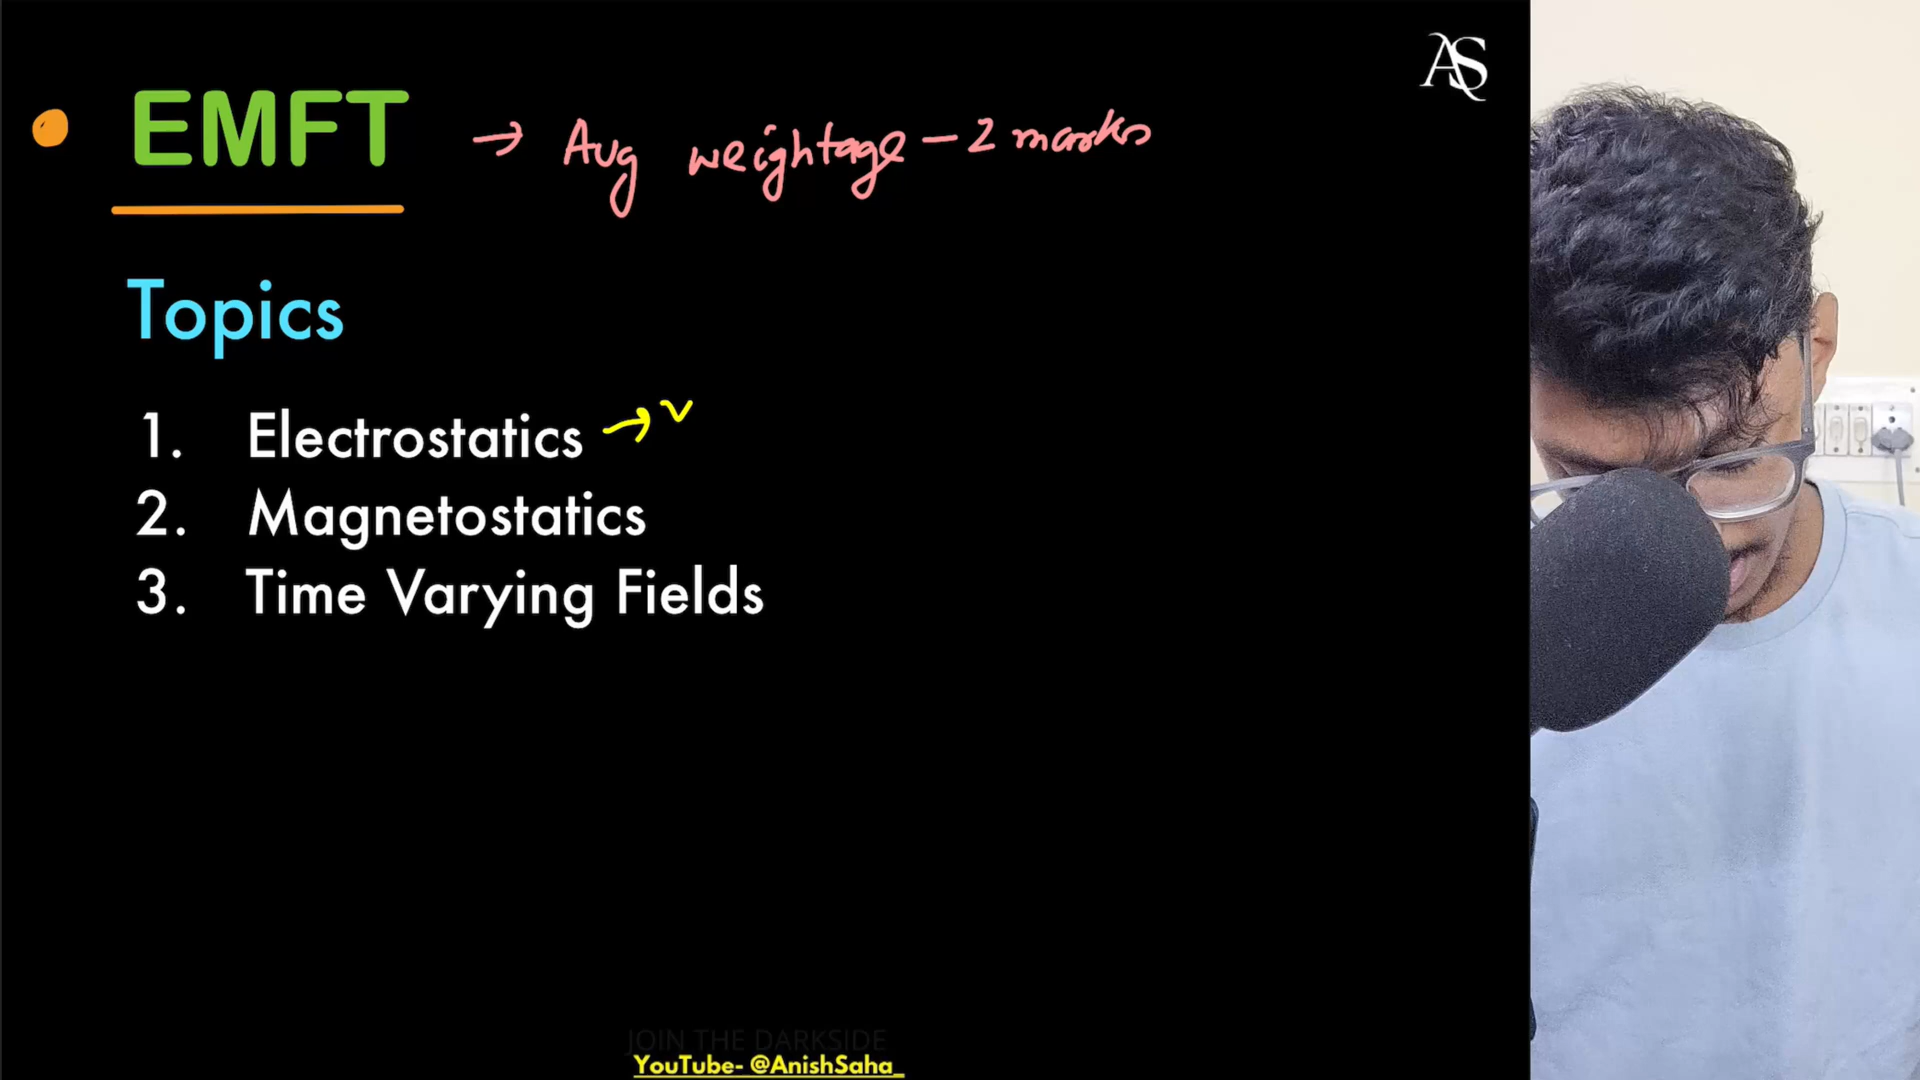 AS
EMFT → Avg weightage - 2 marks
Topics
1. Electrostatics → v
2. Magnetostatics
3. Time Varying Fields
JOIN THE DARKSIDE
YouTube- @AnishSaha_